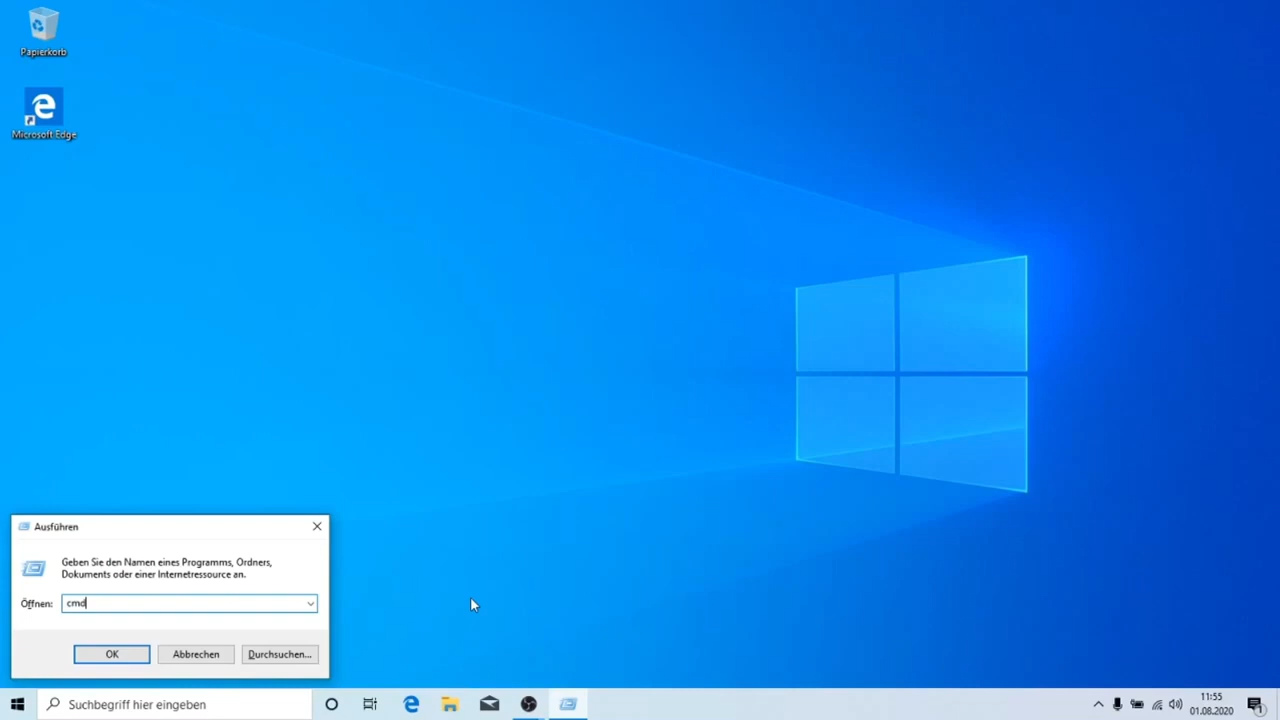 Papierkorb
Microsoft Edge
Ausführen
Geben Sie den Namen eines Programms, Ordners,
Dokuments oder einer Internetressource an.
Öffnen: cmd
OK Abbrechen Durchsuchen...
Suchbegriff hier eingeben
11:55
01.08.2020
1